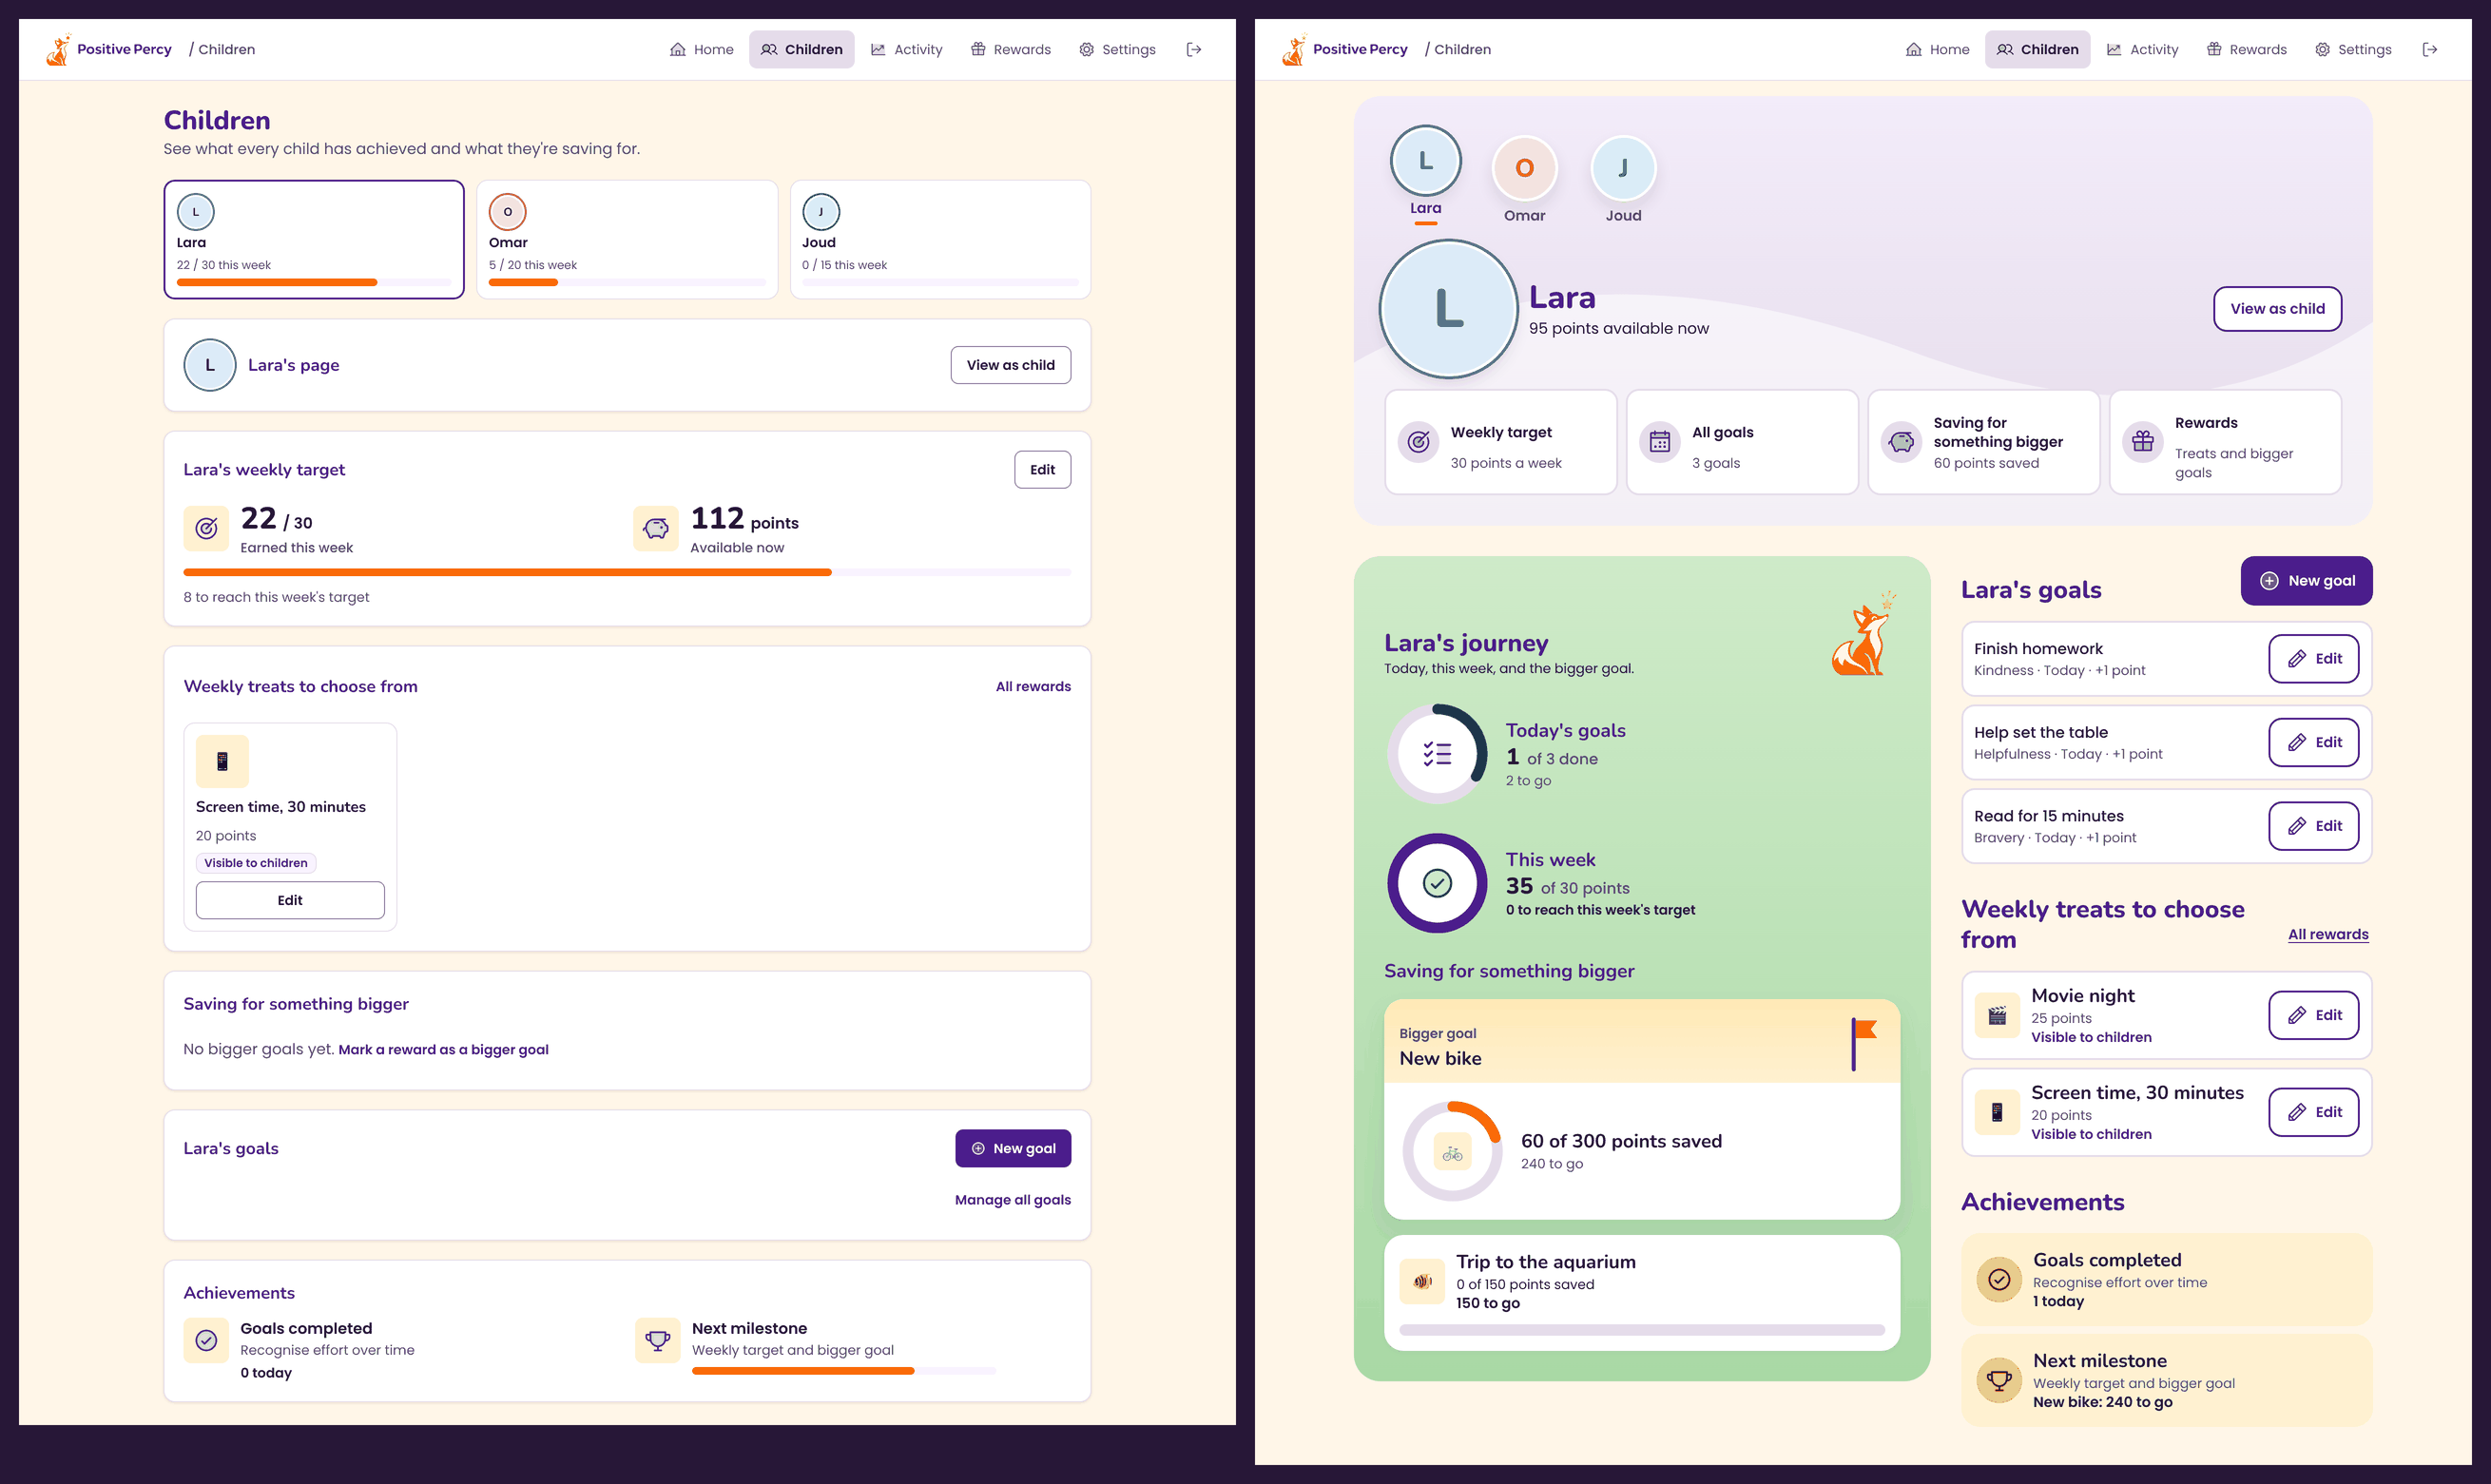 Positive Percy / Children
Home Children Activity Rewards Settings
Children
See what every child has achieved and what they're saving for.
L
Lara
22 / 30 this week
O
Omar
5 / 20 this week
J
Joud
0 / 15 this week
L Lara's page View as child
Lara's weekly target Edit
22 / 30
Earned this week
112 points
Available now
8 to reach this week's target
Weekly treats to choose from All rewards
Screen time, 30 minutes
20 points
Visible to children
Edit
Saving for something bigger
No bigger goals yet. Mark a reward as a bigger goal
Lara's goals New goal
Manage all goals
Achievements
Goals completed
Recognise effort over time
0 today
Next milestone
Weekly target and bigger goal
Positive Percy / Children
Home Children Activity Rewards Settings
L
Lara
O
Omar
J
Joud
L
Lara
95 points available now
View as child
Weekly target
30 points a week
All goals
3 goals
Saving for
something bigger
60 points saved
Rewards
Treats and bigger
goals
Lara's journey
Today, this week, and the bigger goal.
Today's goals
1 of 3 done
2 to go
This week
35 of 30 points
0 to reach this week's target
Saving for something bigger
Bigger goal
New bike
60 of 300 points saved
240 to go
Trip to the aquarium
0 of 150 points saved
150 to go
Lara's goals New goal
Finish homework
Kindness · Today · +1 point
Edit
Help set the table
Helpfulness · Today · +1 point
Edit
Read for 15 minutes
Bravery · Today · +1 point
Edit
Weekly treats to choose
from
All rewards
Movie night
25 points
Visible to children
Edit
Screen time, 30 minutes
20 points
Visible to children
Edit
Achievements
Goals completed
Recognise effort over time
1 today
Next milestone
Weekly target and bigger goal
New bike: 240 to go